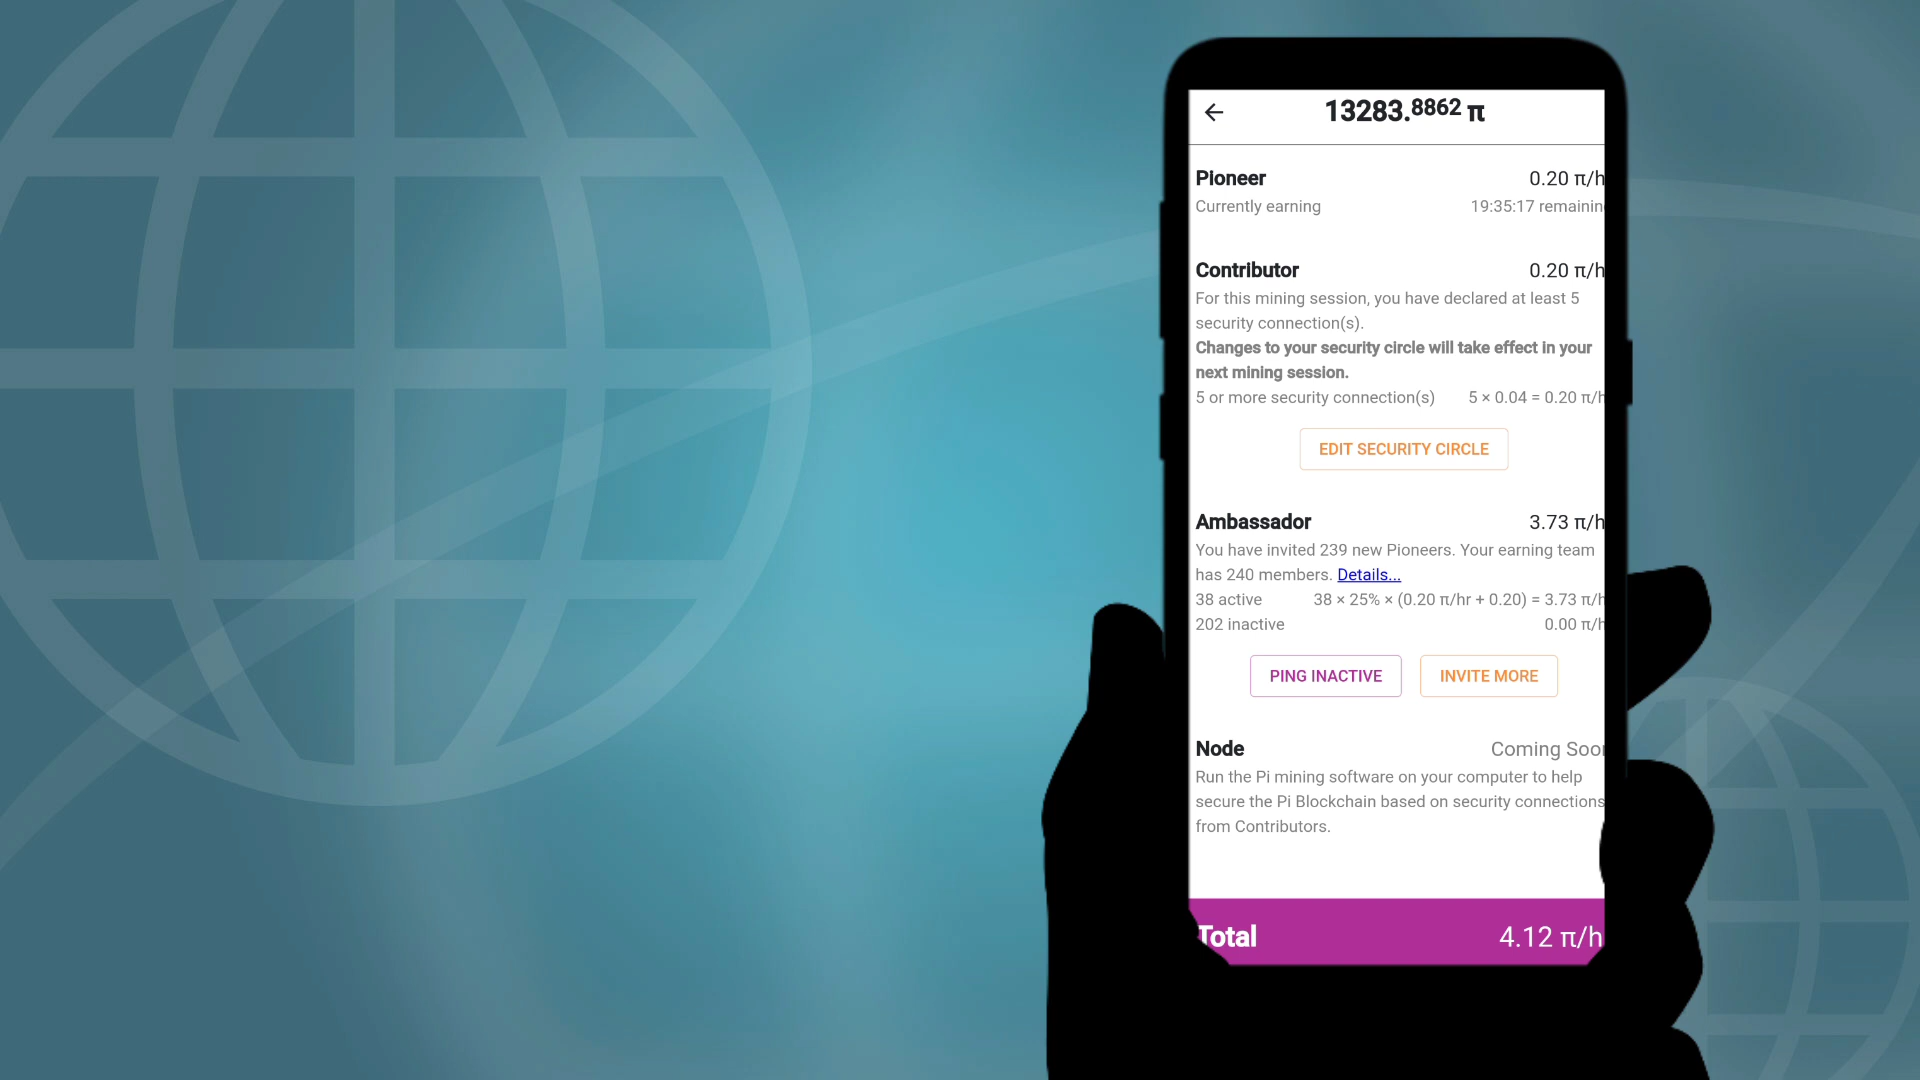 13283.8862 π
Pioneer 0.20 π/h
Currently earning 19:35:17 remainin
Contributor 0.20 π/h
For this mining session, you have declared at least 5
security connection(s).
Changes to your security circle will take effect in your
next mining session.
5 or more security connection(s) 5 × 0.04 = 0.20 π/h
EDIT SECURITY CIRCLE
Ambassador 3.73 π/h
You have invited 239 new Pioneers. Your earning team
has 240 members. Details...
38 active 38 × 25% × (0.20 π/hr + 0.20) = 3.73 π/h
202 inactive 0.00 π/h
PING INACTIVE INVITE MORE
Node Coming Soon
Run the Pi mining software on your computer to help
secure the Pi Blockchain based on security connections
from Contributors.
Total 4.12 π/h